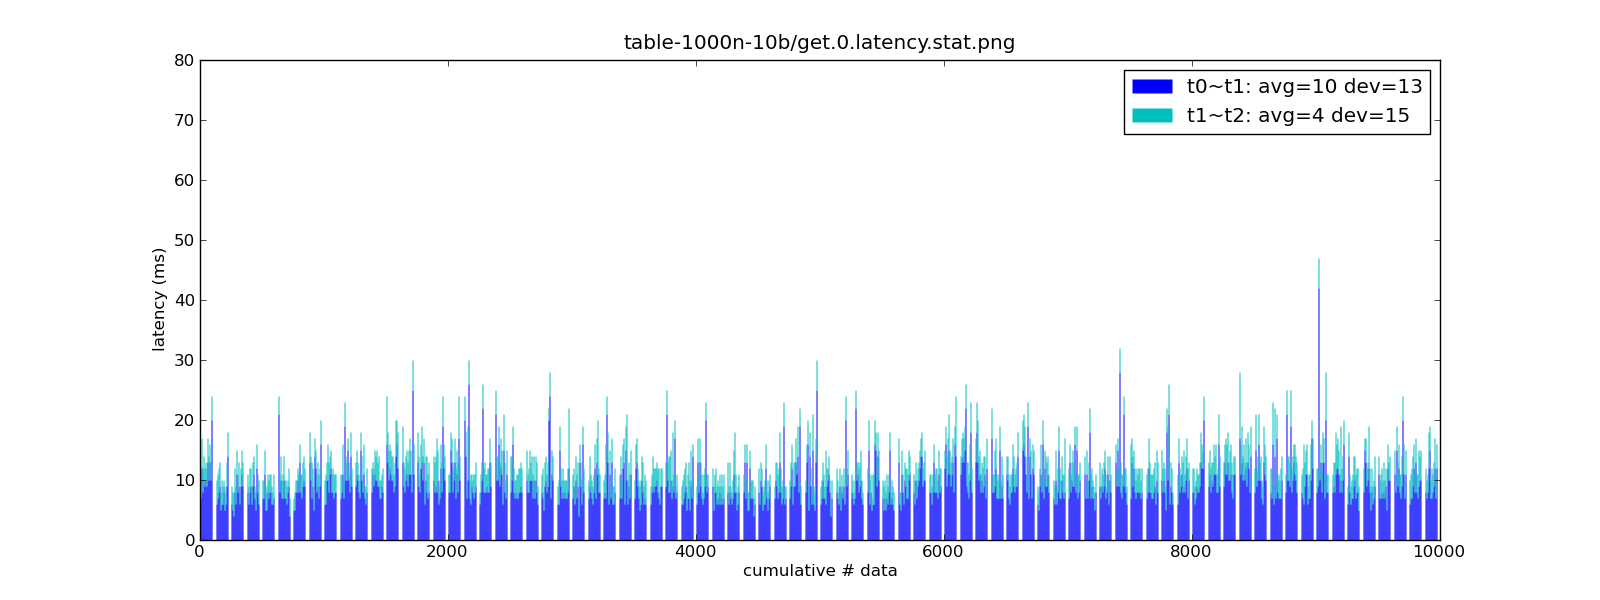 table-1000n-10b/get.0.latency.stat.png
80
70
60
50
40
30
20
10
0
latency (ms)
t0~t1: avg=10 dev=13
t1~t2: avg=4 dev=15
0 2000 4000 6000 8000 10000
cumulative # data